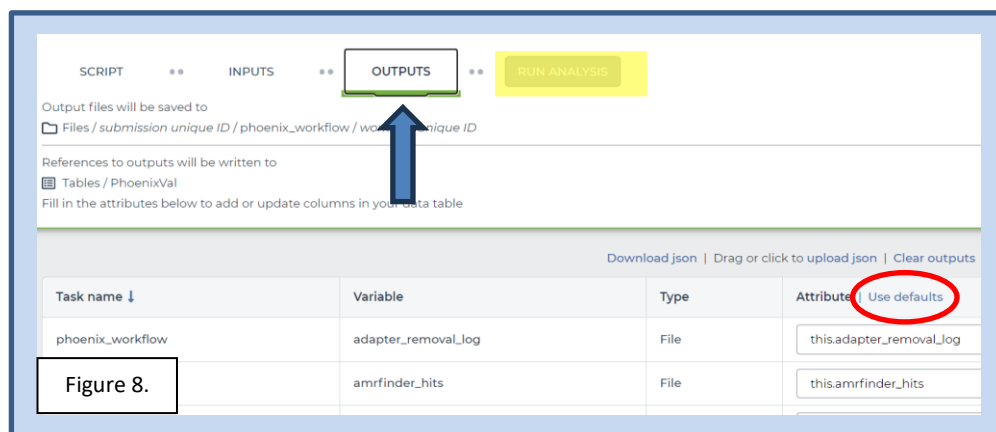 SCRIPT INPUTS OUTPUTS RUN ANALYSIS
Output files will be saved to
Files / submission unique ID / phoenix_workflow / unique ID
References to outputs will be written to
Tables / PhoenixVal
Fill in the attributes below to add or update columns in your data table
Download json | Drag or click to upload json | Clear outputs
Task name ↓ Variable Type Attribute | Use defaults
phoenix_workflow adapter_removal_log File this.adapter_removal_log
amrfinder_hits File this.amrfinder_hits
Figure 8.